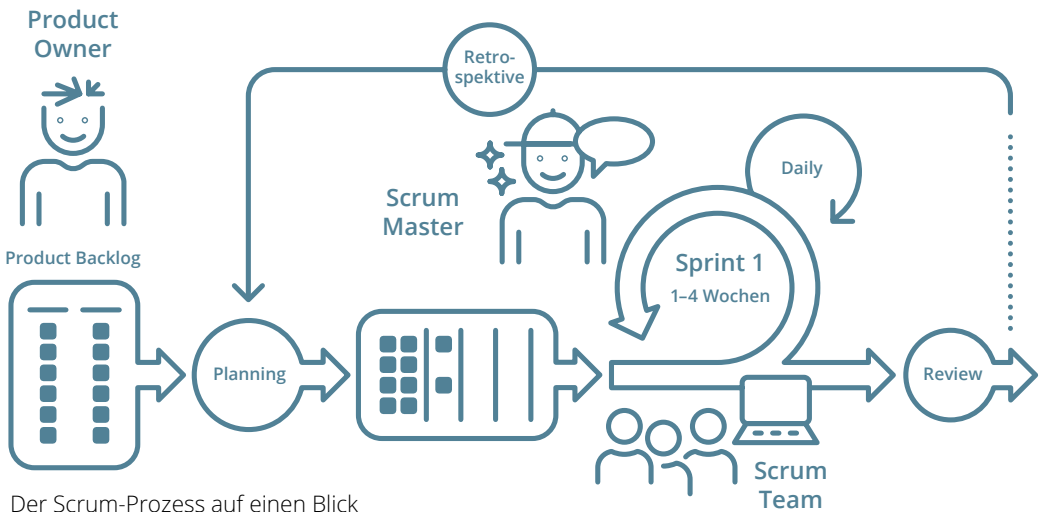 Product
Owner
Retro-
spektive
Daily
Scrum
Master
Product Backlog
Sprint 1
1–4 Wochen
Planning
Review
Scrum
Team
Der Scrum-Prozess auf einen Blick